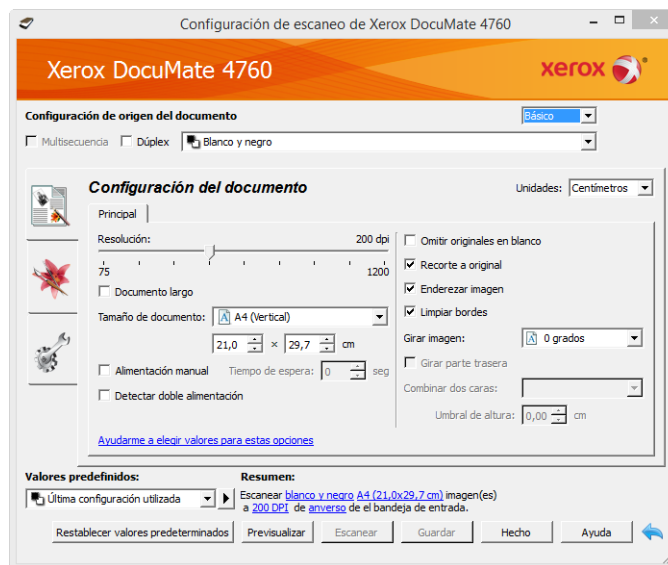 Configuración de escaneo de Xerox DocuMate 4760
Xerox DocuMate 4760
xerox
Configuración de origen del documento
Básico
Multisecuencia
Dúplex
Blanco y negro
Configuración del documento
Unidades: Centímetros
Principal
Resolución: 200 dpi
75 1200
Documento largo
Tamaño de documento: A4 (Vertical)
21,0 × 29,7 cm
Alimentación manual Tiempo de espera: 0 seg
Detectar doble alimentación
Ayudarme a elegir valores para estas opciones
Omitir originales en blanco
Recorte a original
Enderezar imagen
Limpiar bordes
Girar imagen: 0 grados
Girar parte trasera
Combinar dos caras:
Umbral de altura: 0,00 cm
Valores predefinidos:
Última configuración utilizada
Resumen:
Escanear blanco y negro A4 (21,0x29,7 cm) imagen(es)
a 200 DPI de anverso de el bandeja de entrada.
Restablecer valores predeterminados Previsualizar Escanear Guardar Hecho Ayuda